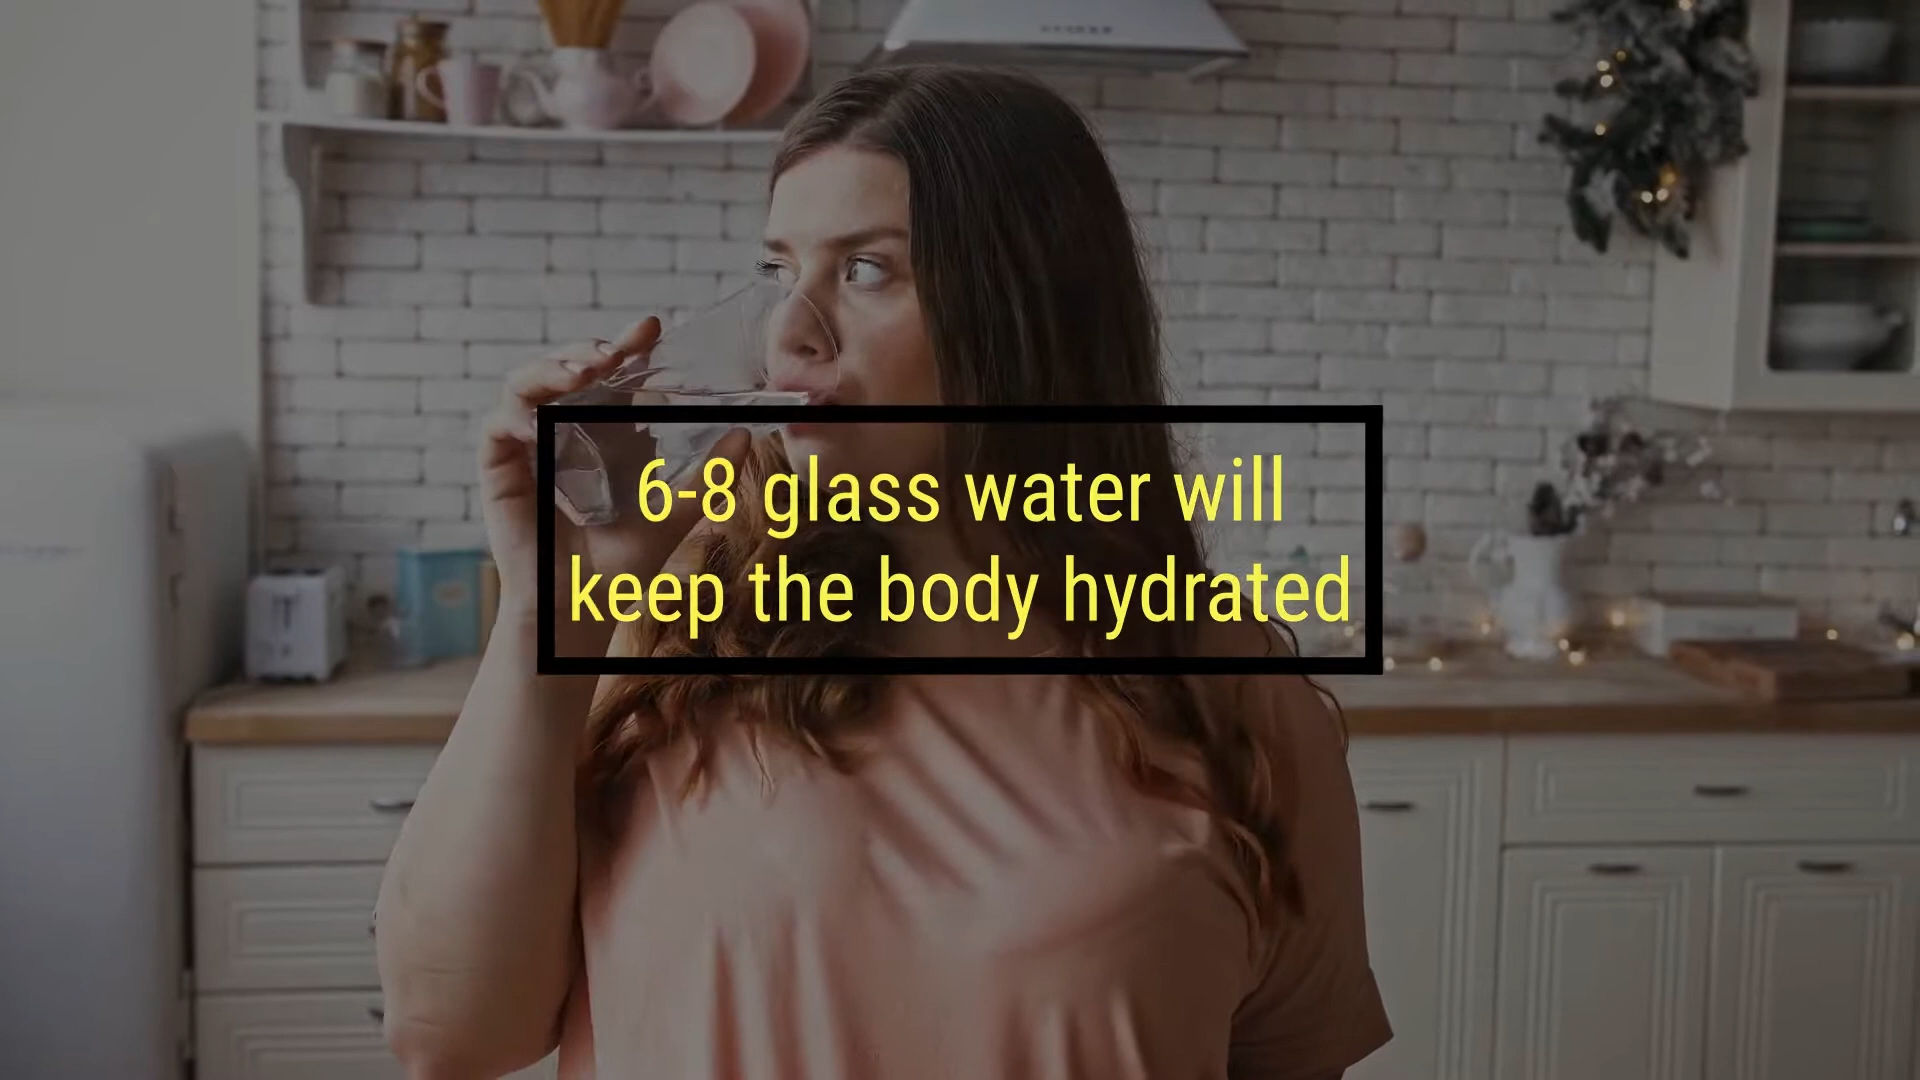 6-8 glass water will
keep the body hydrated